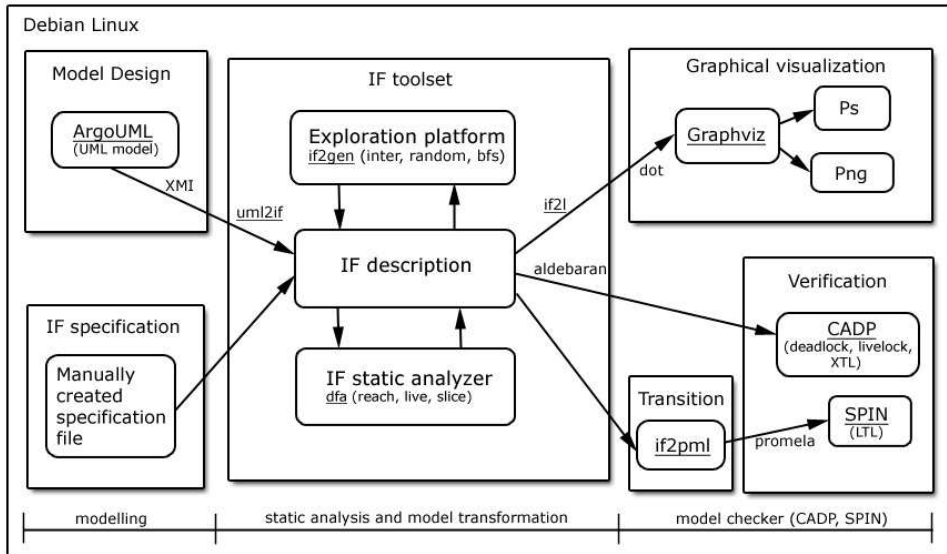 Debian Linux
Model Design
ArgoUML
(UML model)
XMI
uml2if
IF specification
Manually
created
specification
file
IF toolset
Exploration platform
if2gen (inter, random, bfs)
IF description
IF static analyzer
dfa (reach, live, slice)
if2l
dot
aldebaran
Graphical visualization
Graphviz
Ps
Png
Verification
CADP
(deadlock, livelock,
XTL)
SPIN
(LTL)
Transition
if2pml
promela
modelling
static analysis and model transformation
model checker (CADP, SPIN)